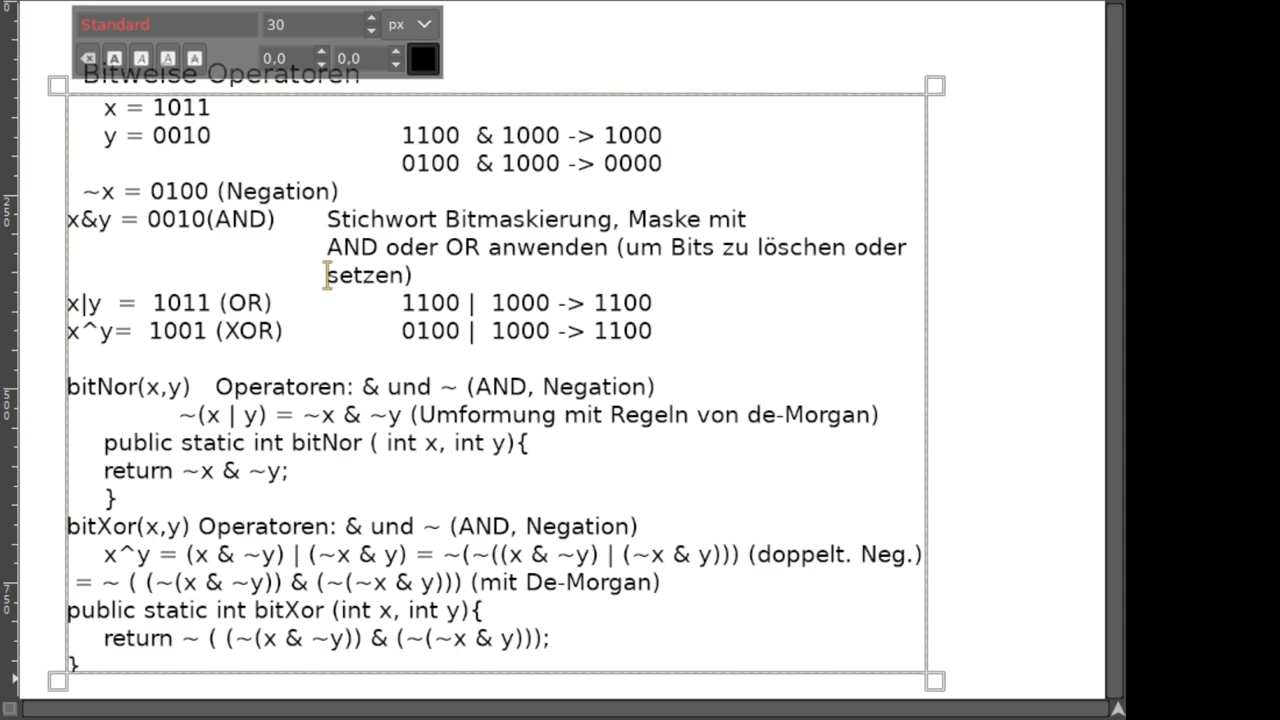 Standard 30 px
0,0 0,0
Bitweise Operatoren
x = 1011
y = 0010 1100 & 1000 -> 1000
0100 & 1000 -> 0000
~x = 0100 (Negation)
x&y = 0010(AND) Stichwort Bitmaskierung, Maske mit
AND oder OR anwenden (um Bits zu löschen oder
setzen)
x|y = 1011 (OR) 1100 | 1000 -> 1100
x^y= 1001 (XOR) 0100 | 1000 -> 1100
bitNor(x,y) Operatoren: & und ~ (AND, Negation)
~(x | y) = ~x & ~y (Umformung mit Regeln von de-Morgan)
public static int bitNor ( int x, int y){
return ~x & ~y;
}
bitXor(x,y) Operatoren: & und ~ (AND, Negation)
x^y = (x & ~y) | (~x & y) = ~(~((x & ~y) | (~x & y))) (doppelt. Neg.)
= ~ ( (~(x & ~y)) & (~(~x & y))) (mit De-Morgan)
public static int bitXor (int x, int y){
return ~ ( (~(x & ~y)) & (~(~x & y)));
}
0
250
500
750